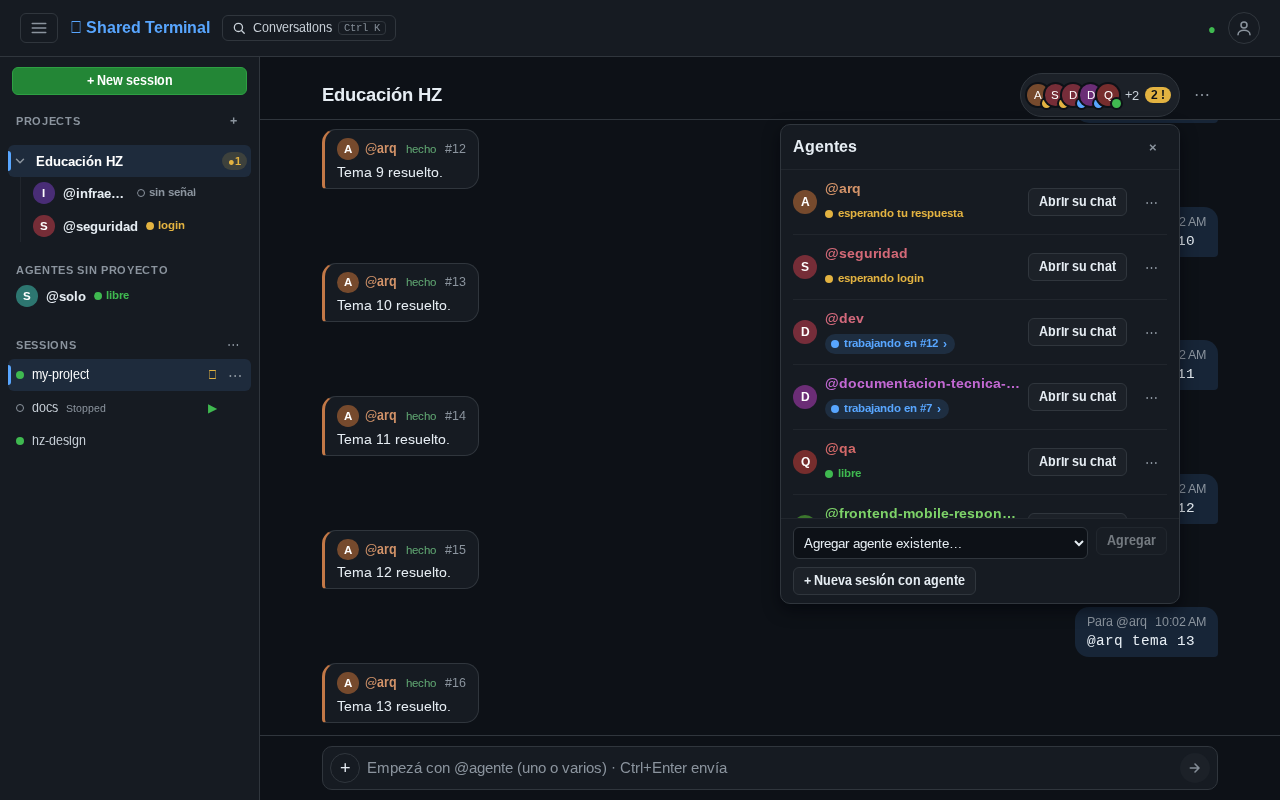 Shared Terminal
Conversations Ctrl K
+ New session
PROJECTS +
Educación HZ ●1
I @infrae… sin señal
S @seguridad login
AGENTES SIN PROYECTO
S @solo libre
SESSIONS ⋯
my-project ⋯
docs Stopped ▶
hz-design
Educación HZ
A S D D Q +2 2 ! ⋯
A @arq hecho #12
Tema 9 resuelto.
A @arq hecho #13
Tema 10 resuelto.
A @arq hecho #14
Tema 11 resuelto.
A @arq hecho #15
Tema 12 resuelto.
A @arq hecho #16
Tema 13 resuelto.
2 AM
10
2 AM
11
2 AM
12
Para @arq 10:02 AM
@arq tema 13
Agentes ×
A @arq
esperando tu respuesta
Abrir su chat ⋯
S @seguridad
esperando login
Abrir su chat ⋯
D @dev
trabajando en #12 ›
Abrir su chat ⋯
D @documentacion-tecnica-…
trabajando en #7 ›
Abrir su chat ⋯
Q @qa
libre
Abrir su chat ⋯
@frontend-mobile-respon…
Agregar agente existente… Agregar
+ Nueva sesión con agente
+ Empezá con @agente (uno o varios) · Ctrl+Enter envía